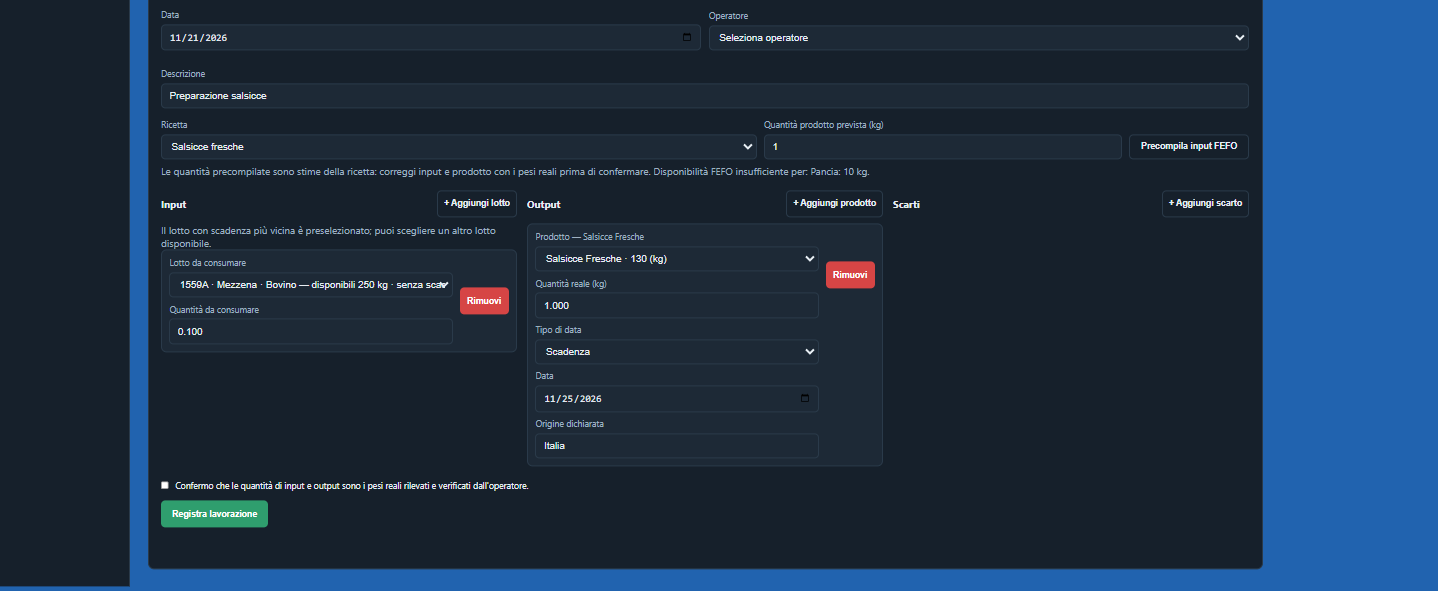 Data
Operatore
11/21/2026
Seleziona operatore
Descrizione
Preparazione salsicce
Ricetta
Quantità prodotto prevista (kg)
Salsicce fresche
1
Precompila input FEFO
Le quantità precompilate sono stime della ricetta: correggi input e prodotto con i pesi reali prima di confermare. Disponibilità FEFO insufficiente per: Pancia: 10 kg.
Input
+ Aggiungi lotto
Il lotto con scadenza più vicina è preselezionato; puoi scegliere un altro lotto
disponibile.
Lotto da consumare
1559A · Mezzena · Bovino — disponibili 250 kg · senza
Rimuovi
Quantità da consumare
0.100
Output
+ Aggiungi prodotto
Prodotto — Salsicce Fresche
Salsicce Fresche · 130 (kg)
Rimuovi
Quantità reale (kg)
1.000
Tipo di data
Scadenza
Data
11/25/2026
Origine dichiarata
Italia
Scarti
+ Aggiungi scarto
Confermo che le quantità di input e output sono i pesi reali rilevati e verificati dall'operatore.
Registra lavorazione